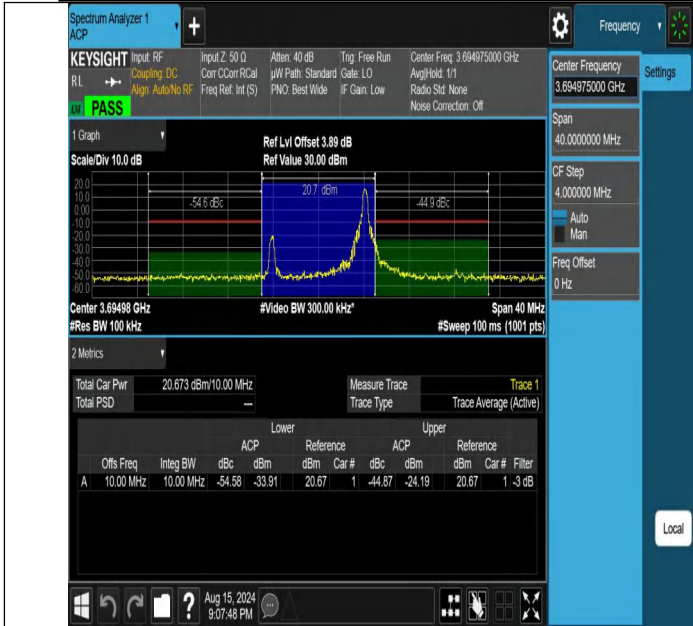 Spectrum Analyzer 1
ACP
Frequency
KEYSIGHT
RL
PASS
Input: RF
Coupling: DC
Align: Auto/No RF
Input Z: 50 Ω
Corr CCorr RCal
Freq Ref: Int (S)
Atten: 40 dB
µW Path: Standard
PNO: Best Wide
Trig: Free Run
Gate: LO
IF Gain: Low
Center Freq: 3.694975000 GHz
Avg|Hold: 1/1
Radio Std: None
Noise Correction: Off
Center Frequency
3.694975000 GHz
Settings
Span
40.0000000 MHz
CF Step
4.000000 MHz
Auto
Man
Freq Offset
0 Hz
Local
1 Graph
Scale/Div 10.0 dB
Ref Lvl Offset 3.89 dB
Ref Value 30.00 dBm
20.0
10.0
0.00
-10.0
-20.0
-30.0
-40.0
-50.0
-60.0
-54.6 dBc
20.7 dBm
-44.9 dBc
Center 3.69498 GHz
#Video BW 300.00 kHz*
Span 40 MHz
#Res BW 100 kHz
#Sweep 100 ms (1001 pts)
2 Metrics
Total Car Pwr 20.673 dBm/10.00 MHz
Total PSD ---
Measure Trace Trace 1
Trace Type Trace Average (Active)
Lower Upper
ACP Reference ACP Reference
Offs Freq Integ BW dBc dBm dBm Car # dBc dBm dBm Car # Filter
A 10.00 MHz 10.00 MHz -54.58 -33.91 20.67 1 -44.87 -24.19 20.67 1 -3 dB
?
Aug 15, 2024
9:07:48 PM